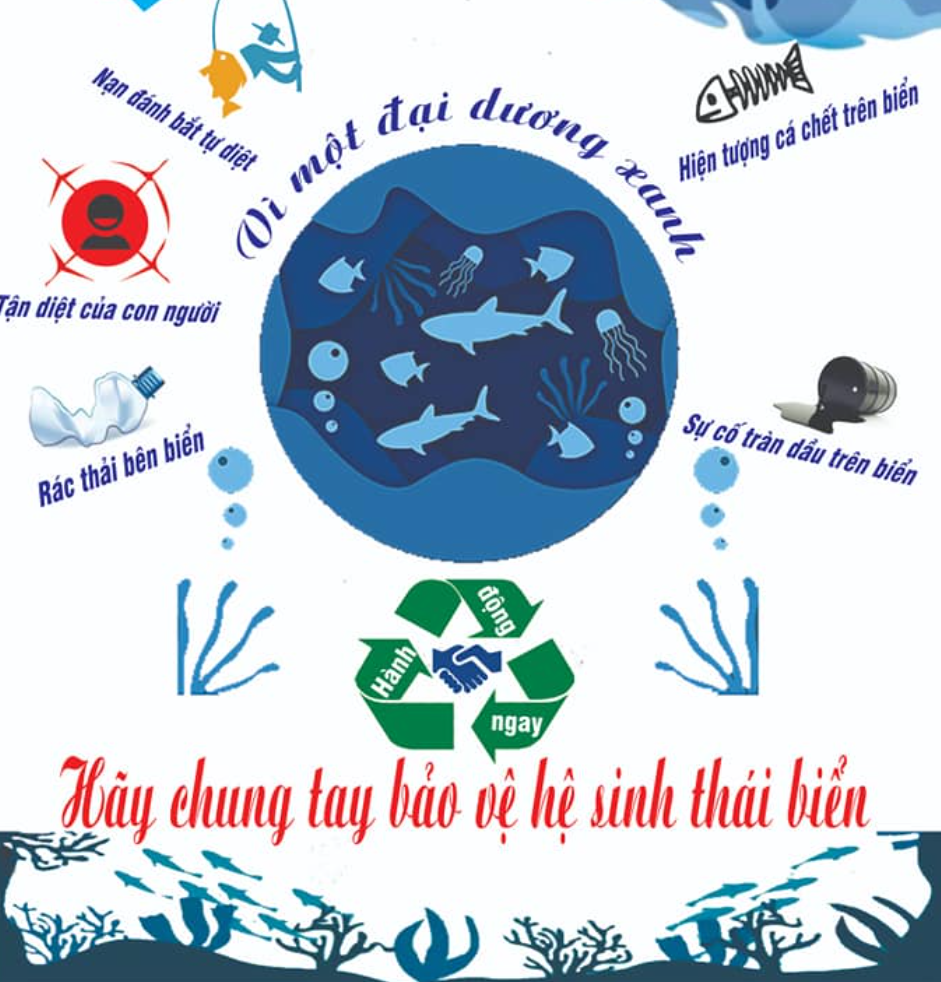 Nạn đánh bắt tự diệt
Vì một đại dương xanh
Hiện tượng cá chết trên biển
Tận diệt của con người
Rác thải bên biển
Sự cố tràn dầu trên biển
Hành
động
ngay
Hãy chung tay bảo vệ hệ sinh thái biển